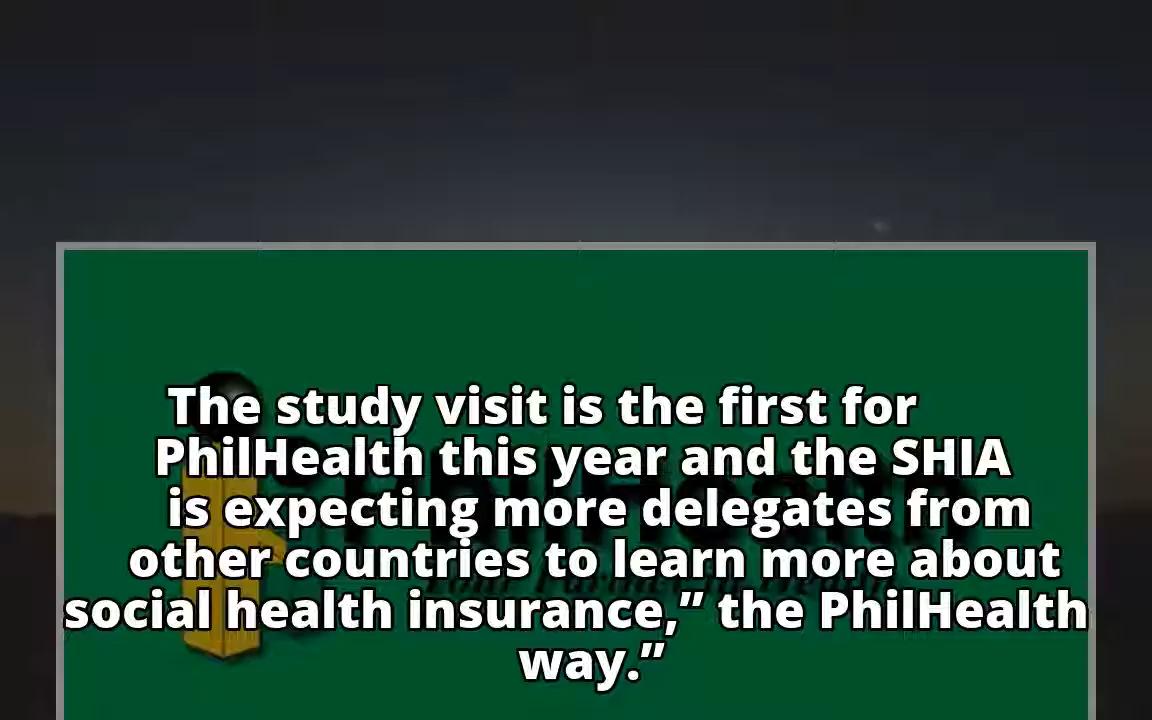 The study visit is the first for
PhilHealth this year and the SHIA
is expecting more delegates from
other countries to learn more about
social health insurance,” the PhilHealth
way.”
PhilHealth